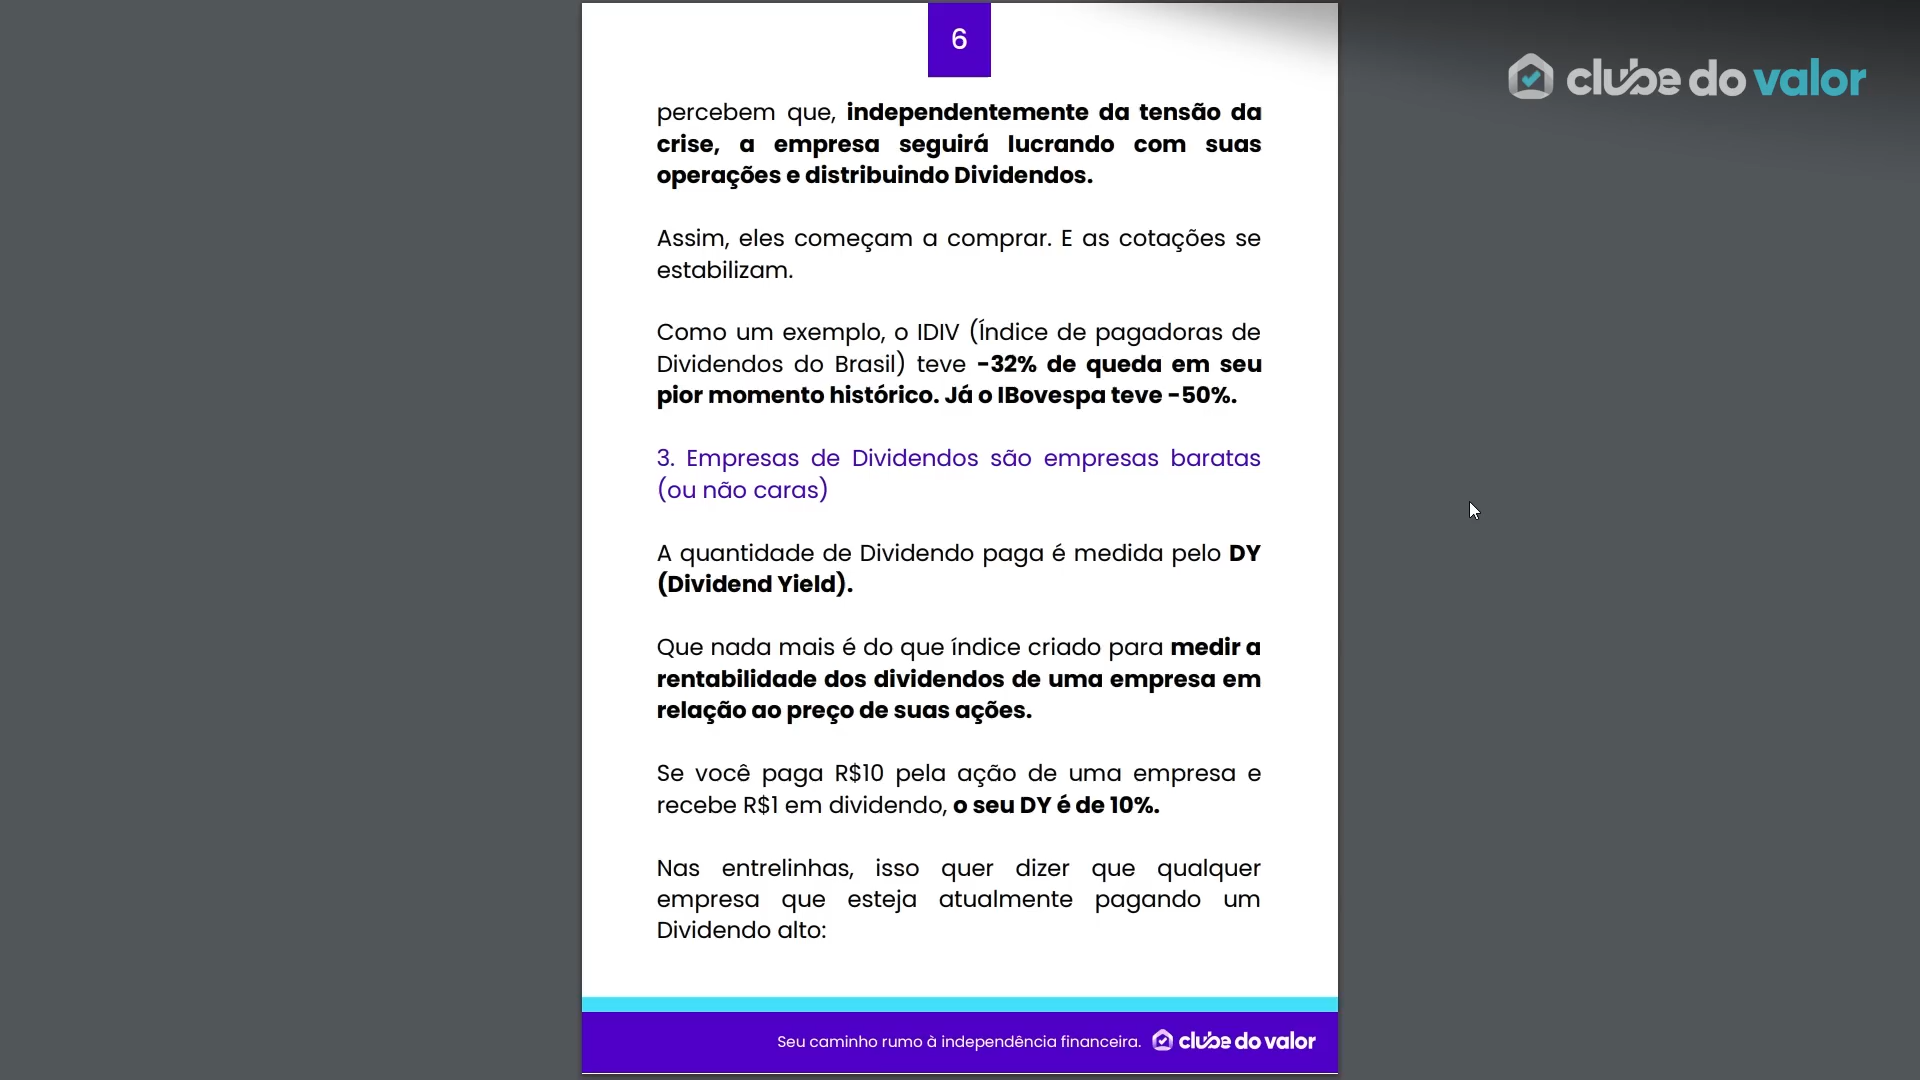 6
clube do valor
percebem que, independentemente da tensão da
crise, a empresa seguirá lucrando com suas
operações e distribuindo Dividendos.
Assim, eles começam a comprar. E as cotações se
estabilizam.
Como um exemplo, o IDIV (Índice de pagadoras de
Dividendos do Brasil) teve -32% de queda em seu
pior momento histórico. Já o IBovespa teve -50%.
3. Empresas de Dividendos são empresas baratas
(ou não caras)
A quantidade de Dividendo paga é medida pelo DY
(Dividend Yield).
Que nada mais é do que índice criado para medir a
rentabilidade dos dividendos de uma empresa em
relação ao preço de suas ações.
Se você paga R$10 pela ação de uma empresa e
recebe R$1 em dividendo, o seu DY é de 10%.
Nas entrelinhas, isso quer dizer que qualquer
empresa que esteja atualmente pagando um
Dividendo alto:
Seu caminho rumo à independência financeira. clube do valor